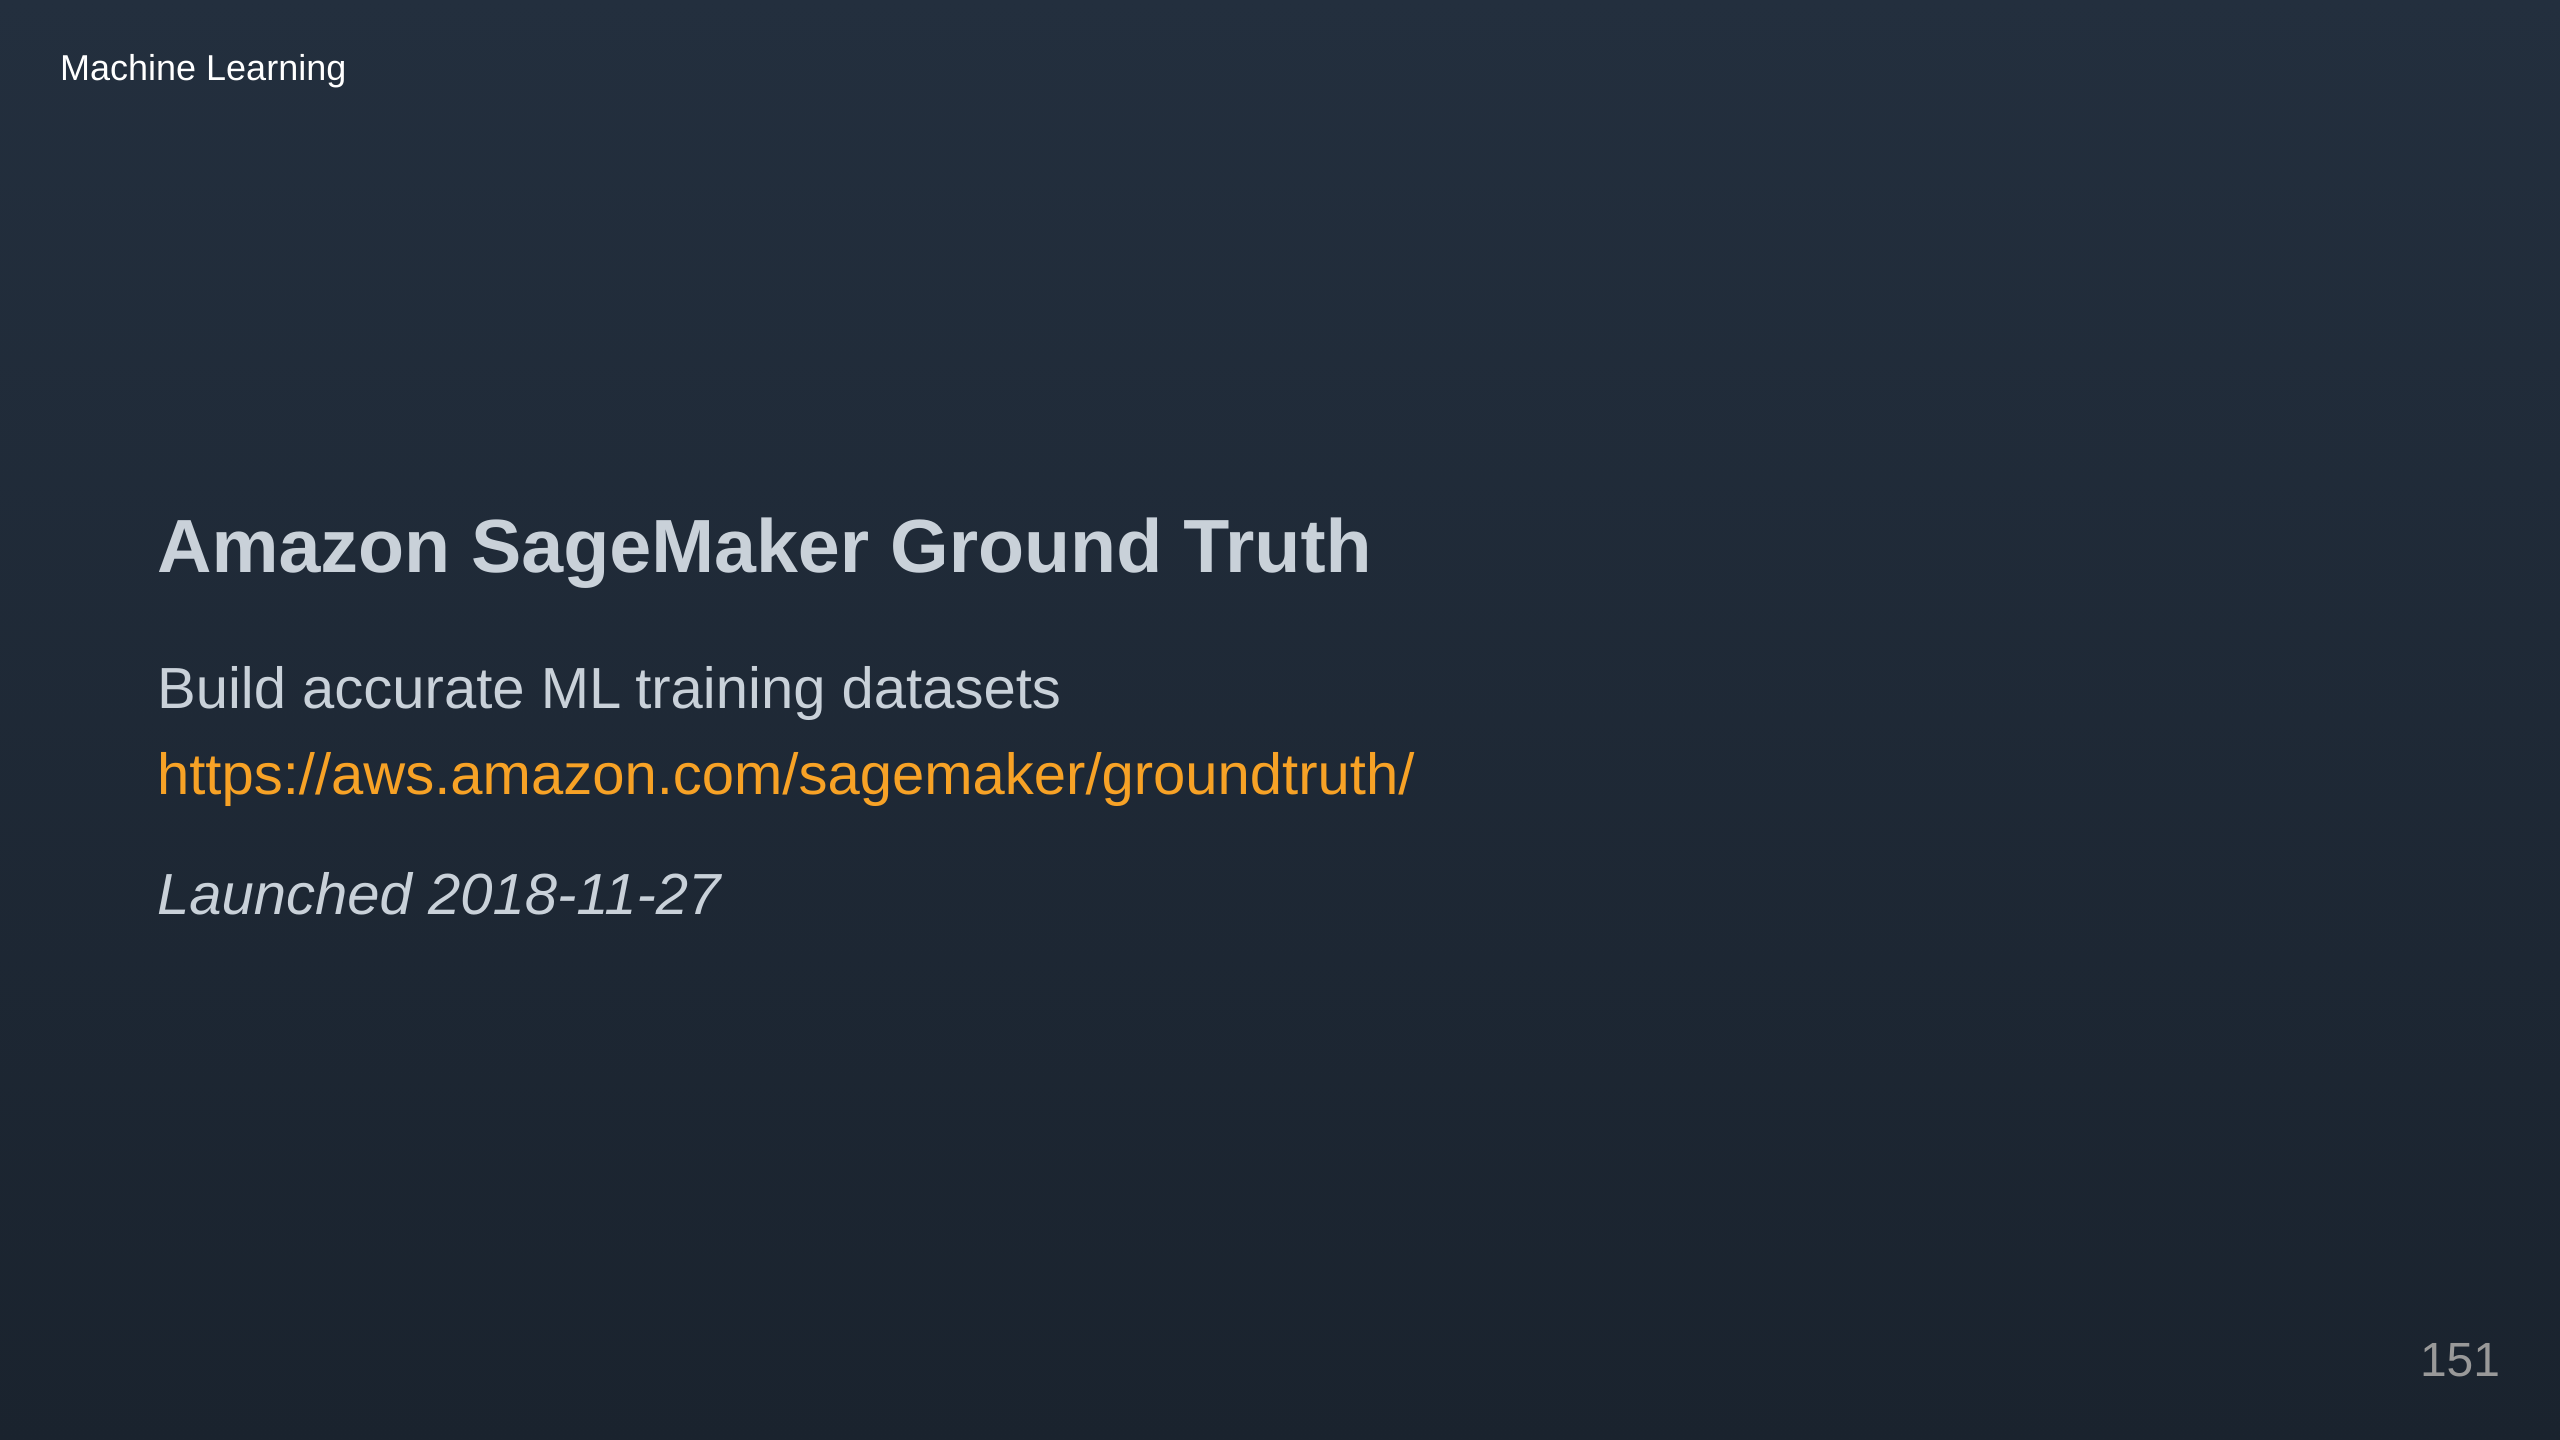 Machine Learning
Amazon SageMaker Ground Truth
Build accurate ML training datasets
https://aws.amazon.com/sagemaker/groundtruth/
Launched 2018-11-27
151